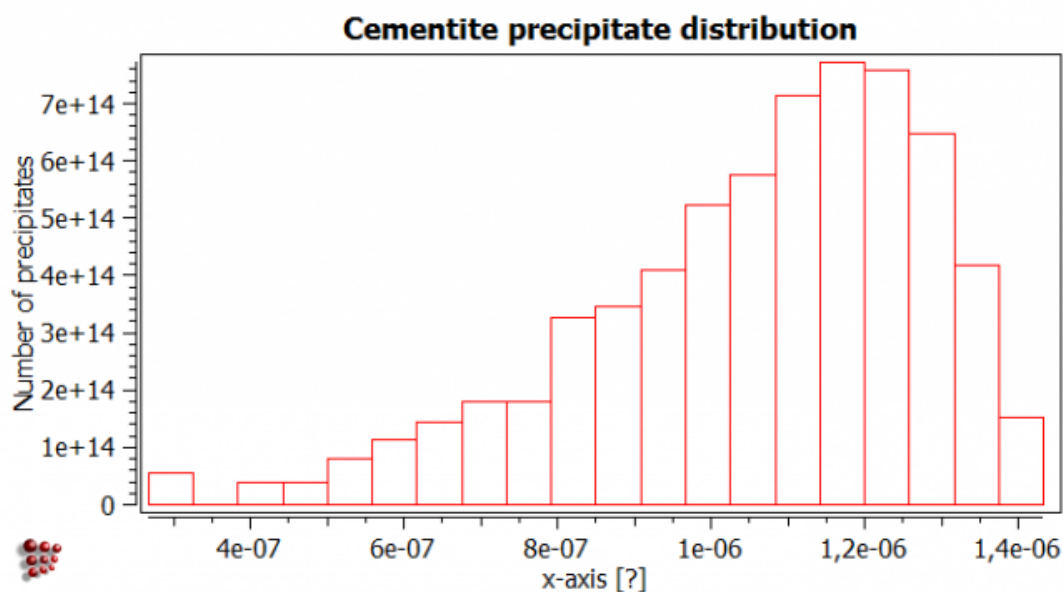 Cementite precipitate distribution
Number of precipitates
7e+14
6e+14
5e+14
4e+14
3e+14
2e+14
1e+14
0
4e-07 6e-07 8e-07 1e-06 1,2e-06 1,4e-06
x-axis [?]